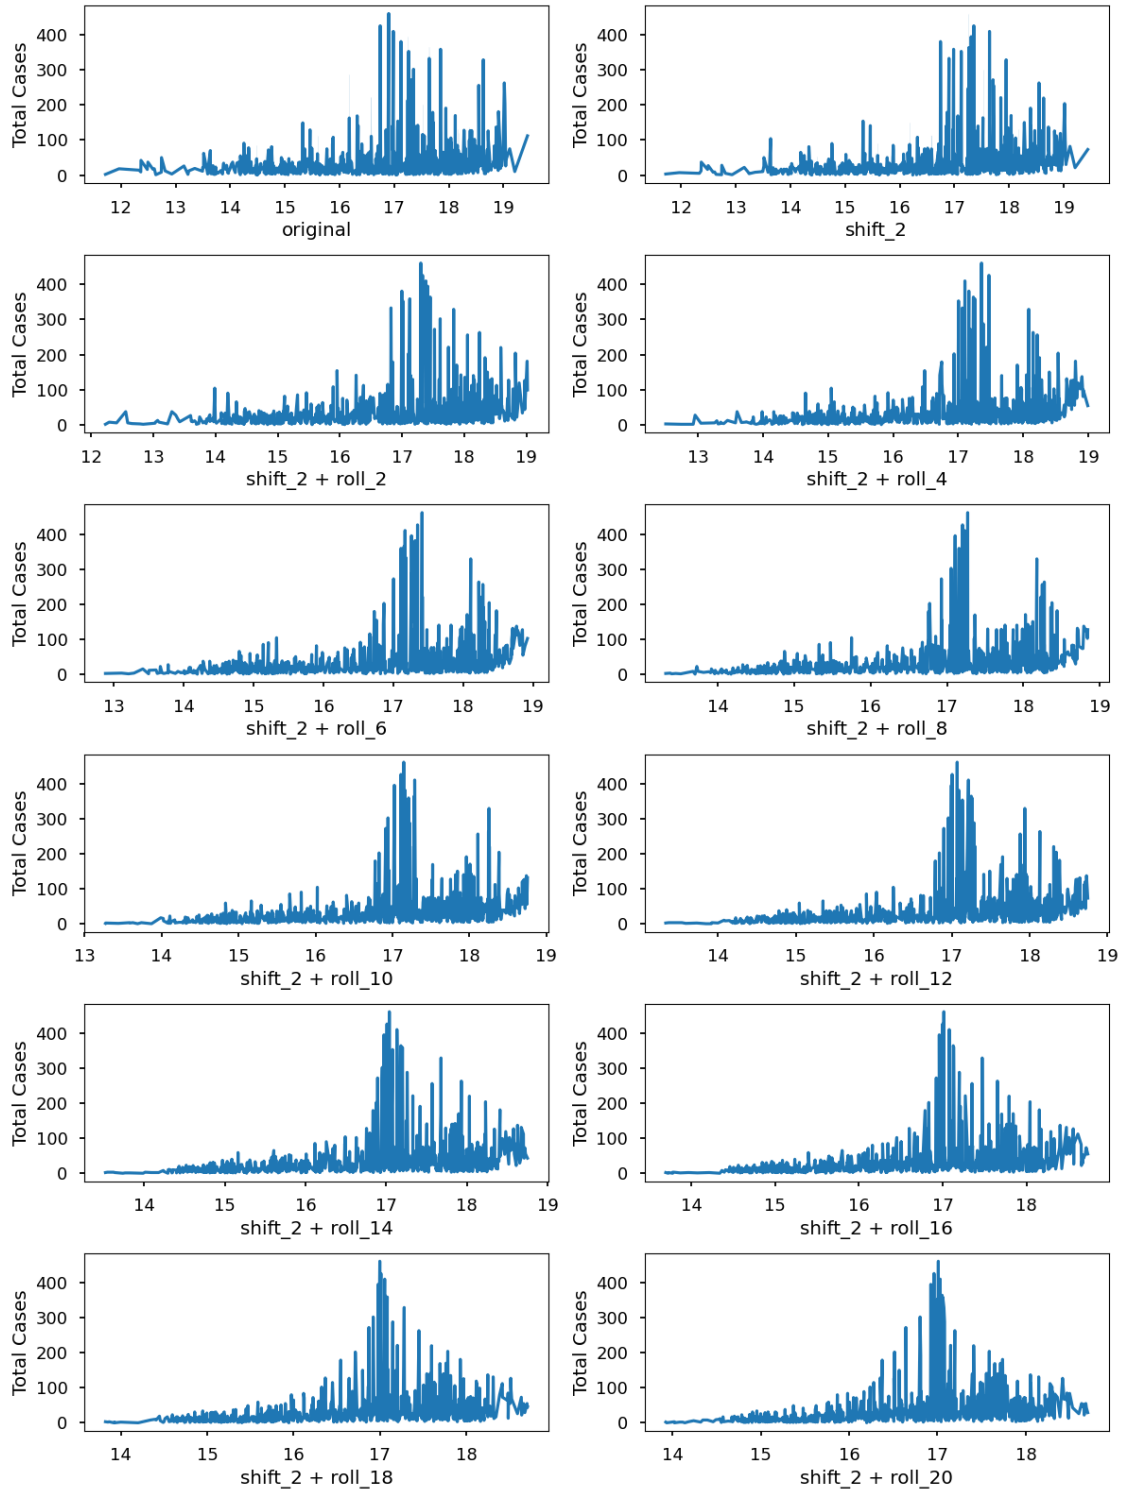 Total Cases
400
300
200
100
0
12 13 14 15 16 17 18 19
original
Total Cases
400
300
200
100
0
12 13 14 15 16 17 18 19
shift_2
Total Cases
400
300
200
100
0
12 13 14 15 16 17 18 19
shift_2 + roll_2
Total Cases
400
300
200
100
0
13 14 15 16 17 18 19
shift_2 + roll_4
Total Cases
400
300
200
100
0
13 14 15 16 17 18 19
shift_2 + roll_6
Total Cases
400
300
200
100
0
14 15 16 17 18 19
shift_2 + roll_8
Total Cases
400
300
200
100
0
13 14 15 16 17 18 19
shift_2 + roll_10
Total Cases
400
300
200
100
0
14 15 16 17 18 19
shift_2 + roll_12
Total Cases
400
300
200
100
0
14 15 16 17 18 19
shift_2 + roll_14
Total Cases
400
300
200
100
0
14 15 16 17 18
shift_2 + roll_16
Total Cases
400
300
200
100
0
14 15 16 17 18
shift_2 + roll_18
Total Cases
400
300
200
100
0
14 15 16 17 18
shift_2 + roll_20